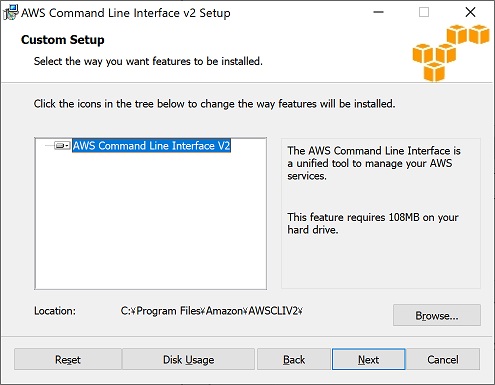 AWS Command Line Interface v2 Setup
Custom Setup
Select the way you want features to be installed.
Click the icons in the tree below to change the way features will be installed.
AWS Command Line Interface V2
The AWS Command Line Interface is
a unified tool to manage your AWS
services.
This feature requires 108MB on your
hard drive.
Location: C:¥Program Files¥Amazon¥AWSCLIV2¥
Browse...
Reset Disk Usage Back Next Cancel